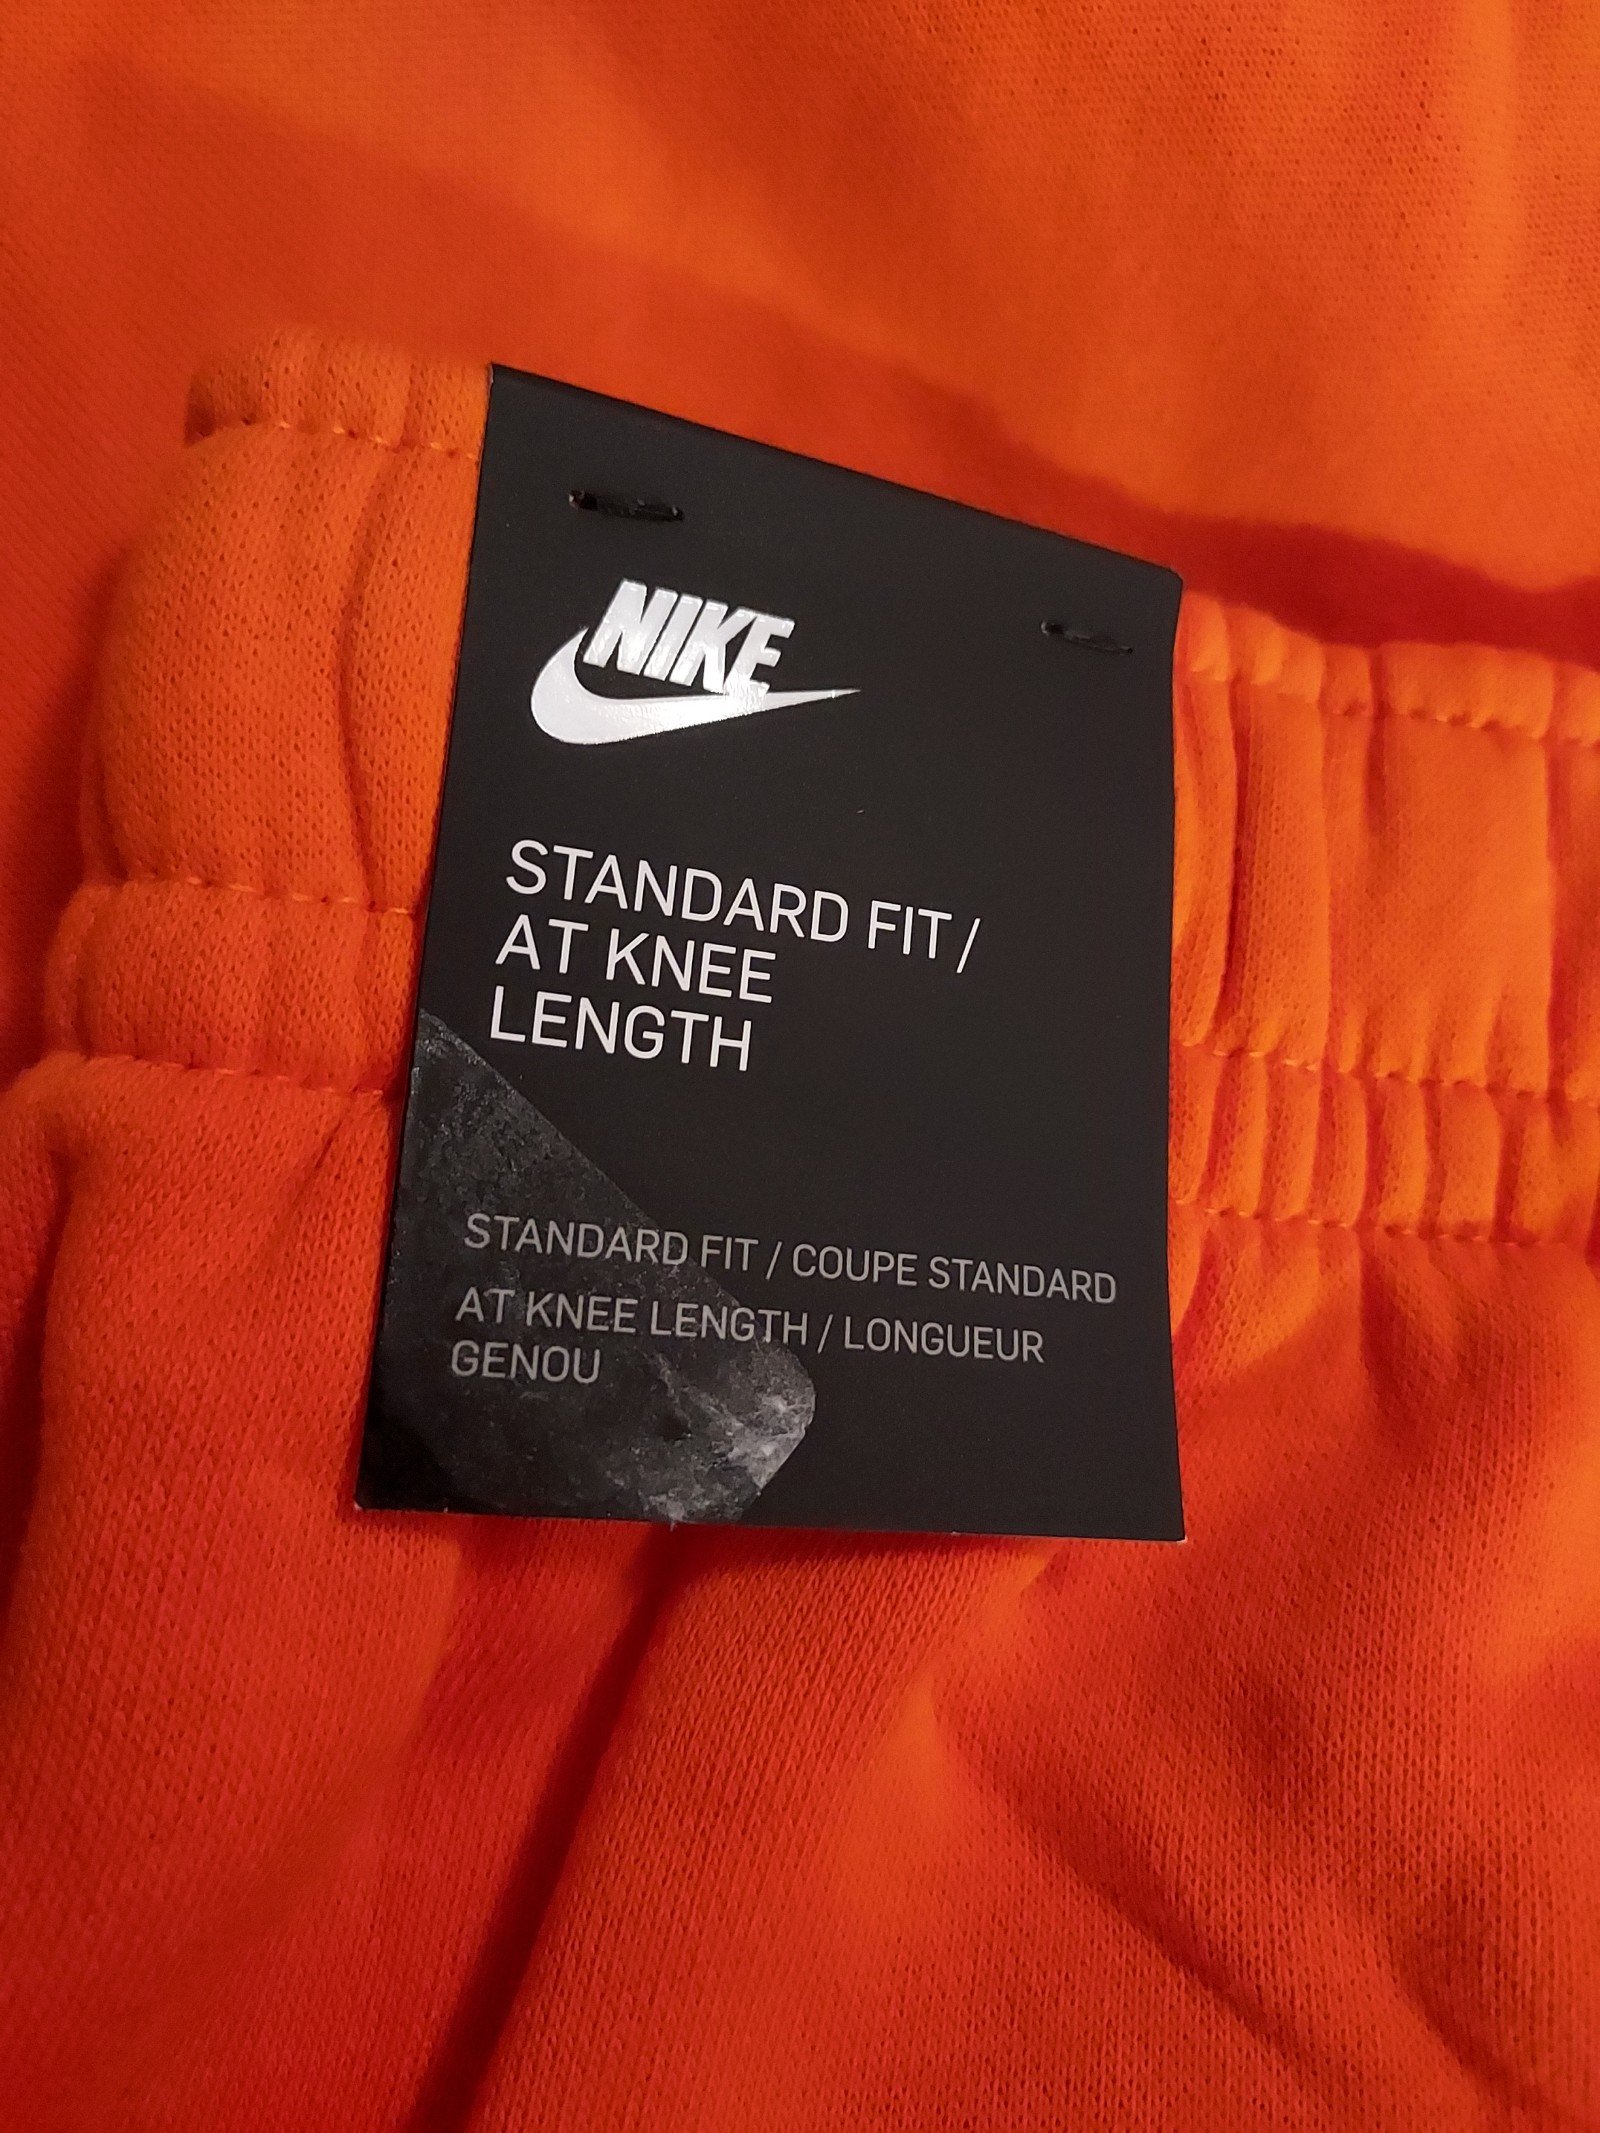 NIKE
STANDARD FIT /
AT KNEE
LENGTH
STANDARD FIT / COUPE STANDARD
AT KNEE LENGTH / LONGUEUR
GENOU